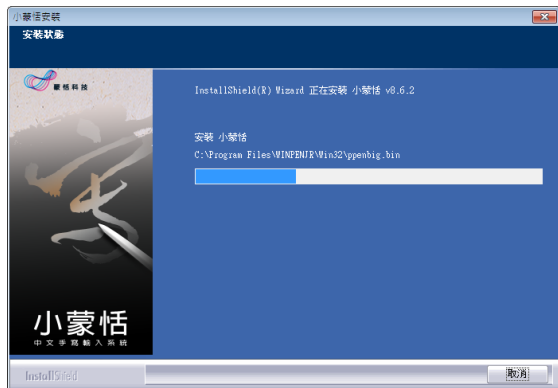 小蒙恬安裝
安裝狀態
蒙恬科技
InstallShield(R) Wizard 正在安裝 小蒙恬 v8.6.2
安裝 小蒙恬
C:\Program Files\WINPENJR\Win32\ppenbig.bin
小蒙恬
中文手寫輸入系統
InstallShield
取消